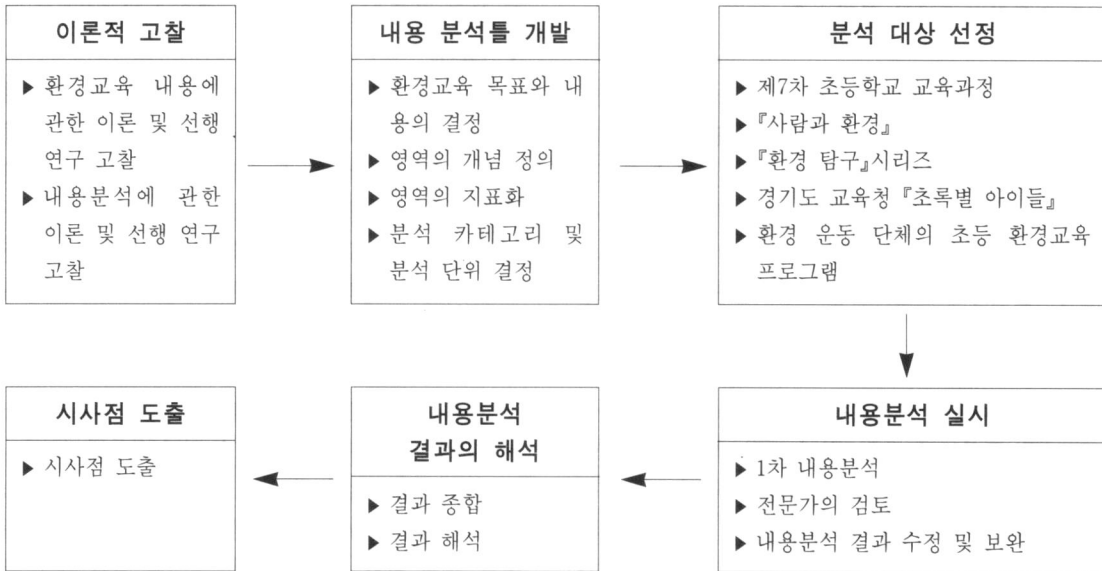 이론적 고찰
▶ 환경교육 내용에
관한 이론 및 선행
연구 고찰
▶ 내용분석에 관한
이론 및 선행 연구
고찰
내용 분석틀 개발
▶ 환경교육 목표와 내
용의 결정
▶ 영역의 개념 정의
▶ 영역의 지표화
▶ 분석 카테고리 및
분석 단위 결정
분석 대상 선정
▶ 제7차 초등학교 교육과정
▶『사람과 환경』
▶『환경 탐구』시리즈
▶ 경기도 교육청『초록별 아이들』
▶ 환경 운동 단체의 초등 환경교육
프로그램
내용분석 실시
▶ 1차 내용분석
▶ 전문가의 검토
▶ 내용분석 결과 수정 및 보완
내용분석
결과의 해석
▶ 결과 종합
▶ 결과 해석
시사점 도출
▶ 시사점 도출